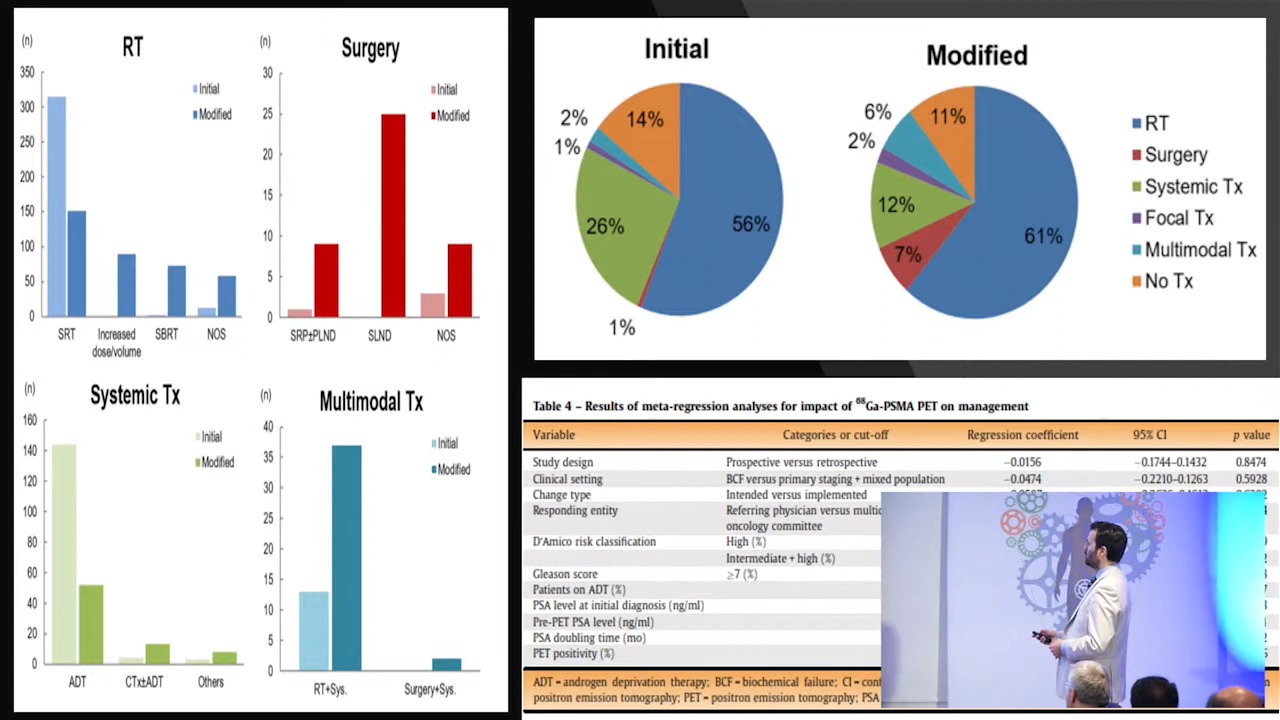 RT
(n)
Initial
Modified
350
300
250
200
150
100
50
0
SRT
Increased dose/volume
SBRT
NOS
Surgery
(n)
Initial
Modified
30
25
20
15
10
5
0
SRP±PLND
SLND
NOS
Systemic Tx
(n)
Initial
Modified
160
140
120
100
80
60
40
20
0
ADT
CTx±ADT
Others
Multimodal Tx
(n)
Initial
Modified
40
35
30
25
20
15
10
5
0
RT+Sys.
Surgery+Sys.
Initial
2%
14%
1%
26%
56%
1%
Modified
6%
11%
2%
12%
7%
61%
RT
Surgery
Systemic Tx
Focal Tx
Multimodal Tx
No Tx
Table 4 – Results of meta-regression analyses for impact of ⁶⁸Ga-PSMA PET on management
Variable Categories or cut-off Regression coefficient 95% CI p value
Study design Prospective versus retrospective −0.0156 −0.1744–0.1432 0.8474
Clinical setting BCF versus primary staging + mixed population −0.0474 −0.2210–0.1263 0.5928
Change type Intended versus implemented
Responding entity Referring physician versus
oncology committee
D'Amico risk classification High (%)
Intermediate + high (%)
Gleason score ≥7 (%)
Patients on ADT (%)
PSA level at initial diagnosis (ng/ml)
Pre-PET PSA level (ng/ml)
PSA doubling time (mo)
PET positivity (%)
ADT = androgen deprivation therapy; BCF = biochemical failure; CI =
positron emission tomography; PET = positron emission tomography; PSA